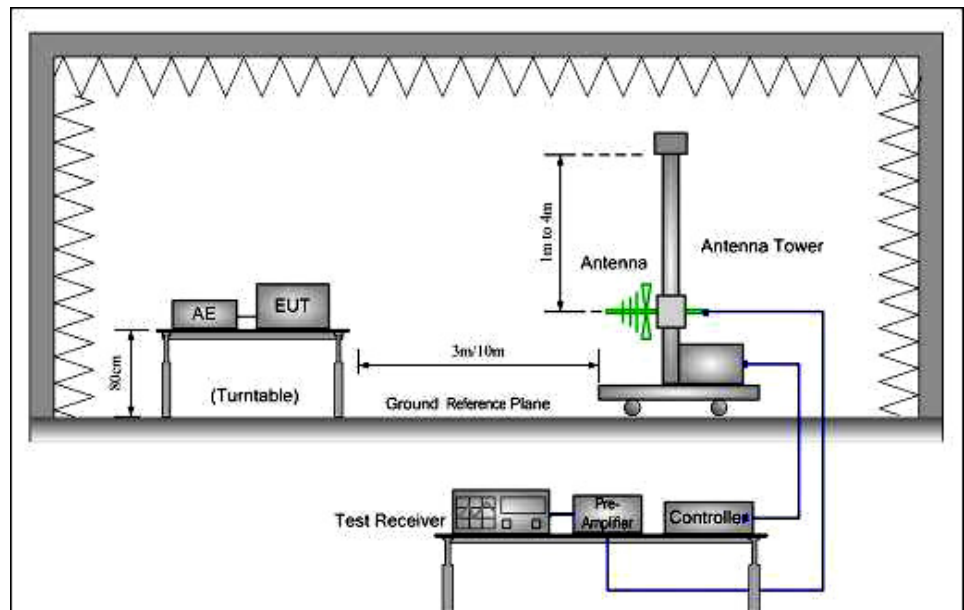 1m to 4m
Antenna
Antenna Tower
AE
EUT
80cm
3m/10m
(Turntable)
Ground Reference Plane
Test Receiver
Pre-
Amplifier
Controller